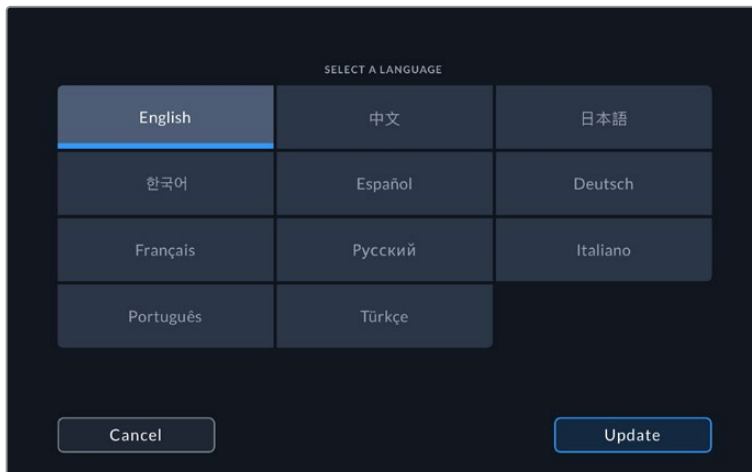 SELECT A LANGUAGE
English 中文 日本語
한국어 Español Deutsch
Français Русский Italiano
Português Türkçe
Cancel Update